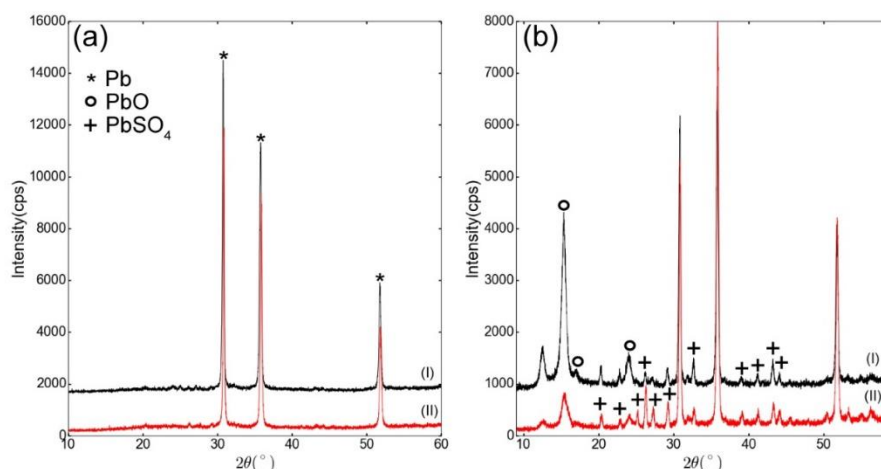 (a)
* Pb
o PbO
+ PbSO4
Intensity(cps)
16000
14000
12000
10000
8000
6000
4000
2000
0
10 20 30 40 50 60
2θ(°)
(I)
(II)
(b)
Intensity(cps)
8000
7000
6000
5000
4000
3000
2000
1000
0
10 20 30 40 50
2θ(°)
(I)
(II)